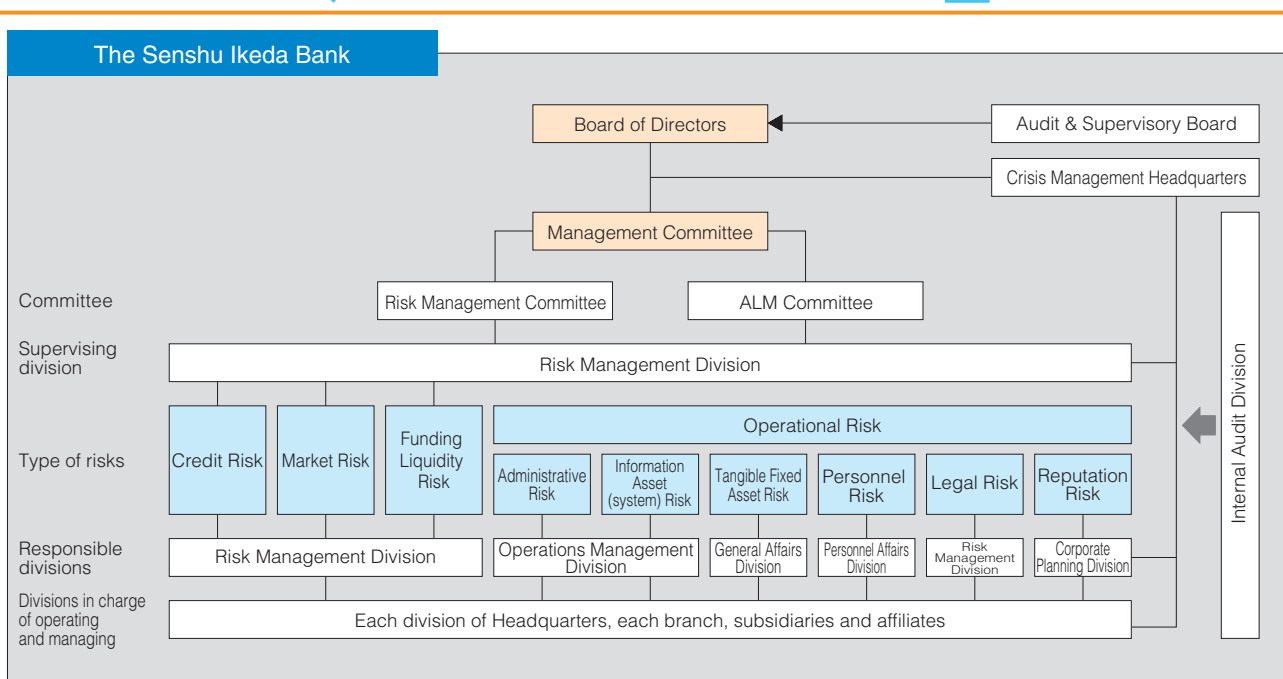 The Senshu Ikeda Bank
Board of Directors
Audit & Supervisory Board
Crisis Management Headquarters
Management Committee
Committee
Risk Management Committee
ALM Committee
Supervising
division
Risk Management Division
Internal Audit Division
Type of risks
Credit Risk
Market Risk
Funding
Liquidity
Risk
Operational Risk
Administrative
Risk
Information
Asset
(system) Risk
Tangible Fixed
Asset Risk
Personnel
Risk
Legal Risk
Reputation
Risk
Responsible
divisions
Risk Management Division
Operations Management
Division
General Affairs
Division
Personnel Affairs
Division
Risk
Management
Division
Corporate
Planning Division
Divisions in charge
of operating
and managing
Each division of Headquarters, each branch, subsidiaries and affiliates